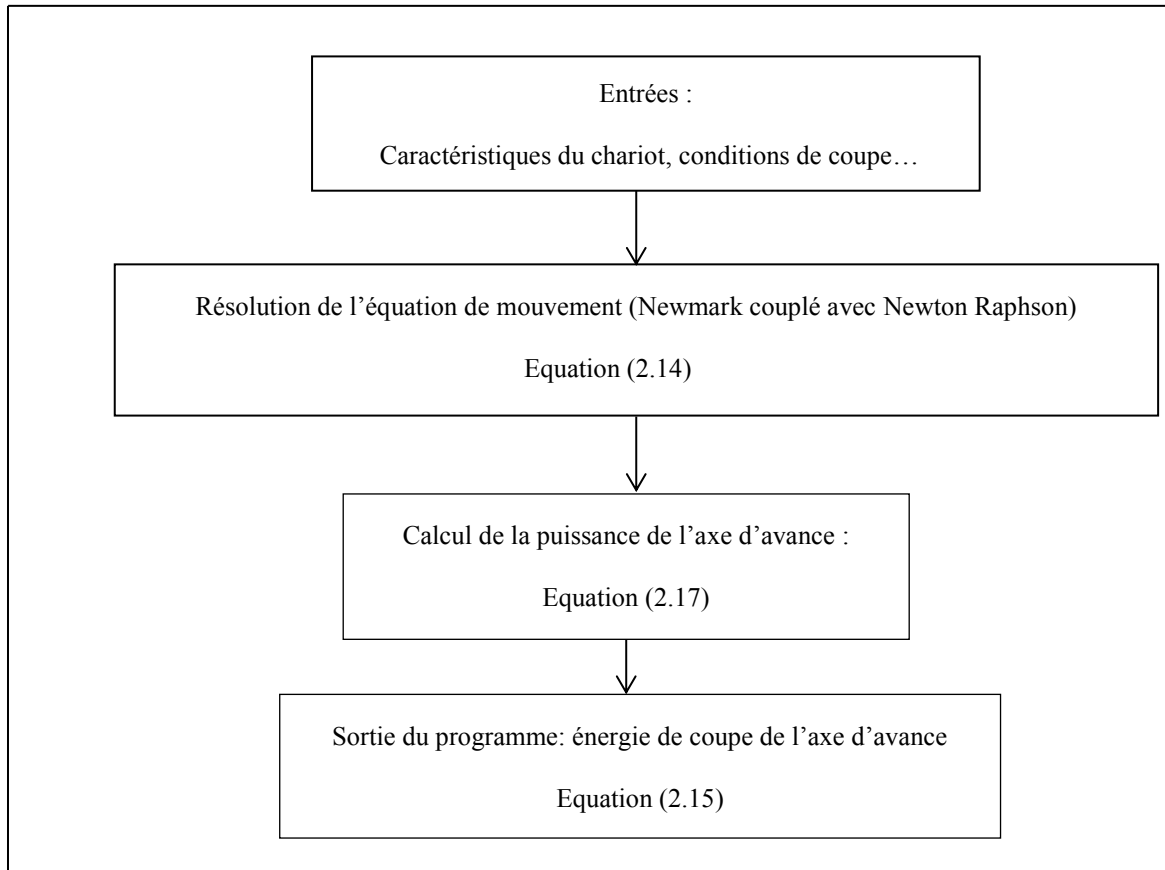 Entrées :
Caractéristiques du chariot, conditions de coupe…
Résolution de l’équation de mouvement (Newmark couplé avec Newton Raphson)
Equation (2.14)
Calcul de la puissance de l’axe d’avance :
Equation (2.17)
Sortie du programme: énergie de coupe de l’axe d’avance
Equation (2.15)